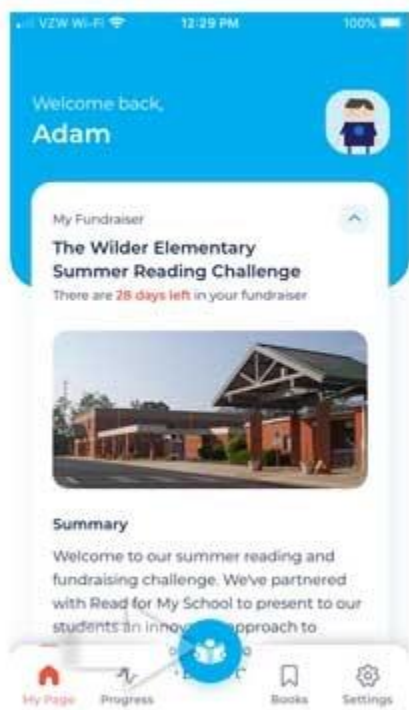 VZW Wi-Fi 12:29 PM 100%
Welcome back,
Adam
My Fundraiser
The Wilder Elementary
Summer Reading Challenge
There are 28 days left in your fundraiser
Summary
Welcome to our summer reading and
fundraising challenge. We've partnered
with Read for My School to present to our
students an approach to
My Page Progress Books Settings